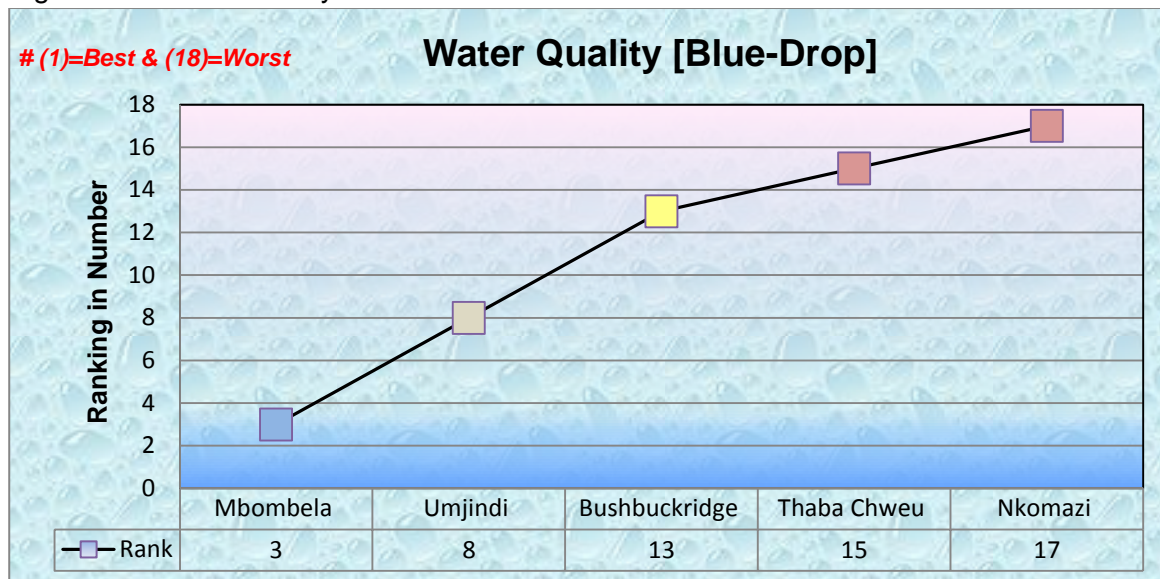 # (1)=Best & (18)=Worst
Water Quality [Blue-Drop]
Ranking in Number
18
16
14
12
10
8
6
4
2
0
Mbombela Umjindi Bushbuckridge Thaba Chweu Nkomazi
Rank 3 8 13 15 17